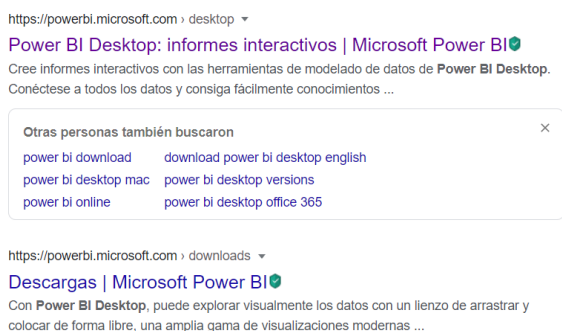 https://powerbi.microsoft.com › desktop
Power BI Desktop: informes interactivos | Microsoft Power BI
Cree informes interactivos con las herramientas de modelado de datos de Power BI Desktop.
Conéctese a todos los datos y consiga fácilmente conocimientos ...
Otras personas también buscaron
power bi download download power bi desktop english
power bi desktop mac power bi desktop versions
power bi online power bi desktop office 365
https://powerbi.microsoft.com › downloads
Descargas | Microsoft Power BI
Con Power BI Desktop, puede explorar visualmente los datos con un lienzo de arrastrar y
colocar de forma libre, una amplia gama de visualizaciones modernas ...